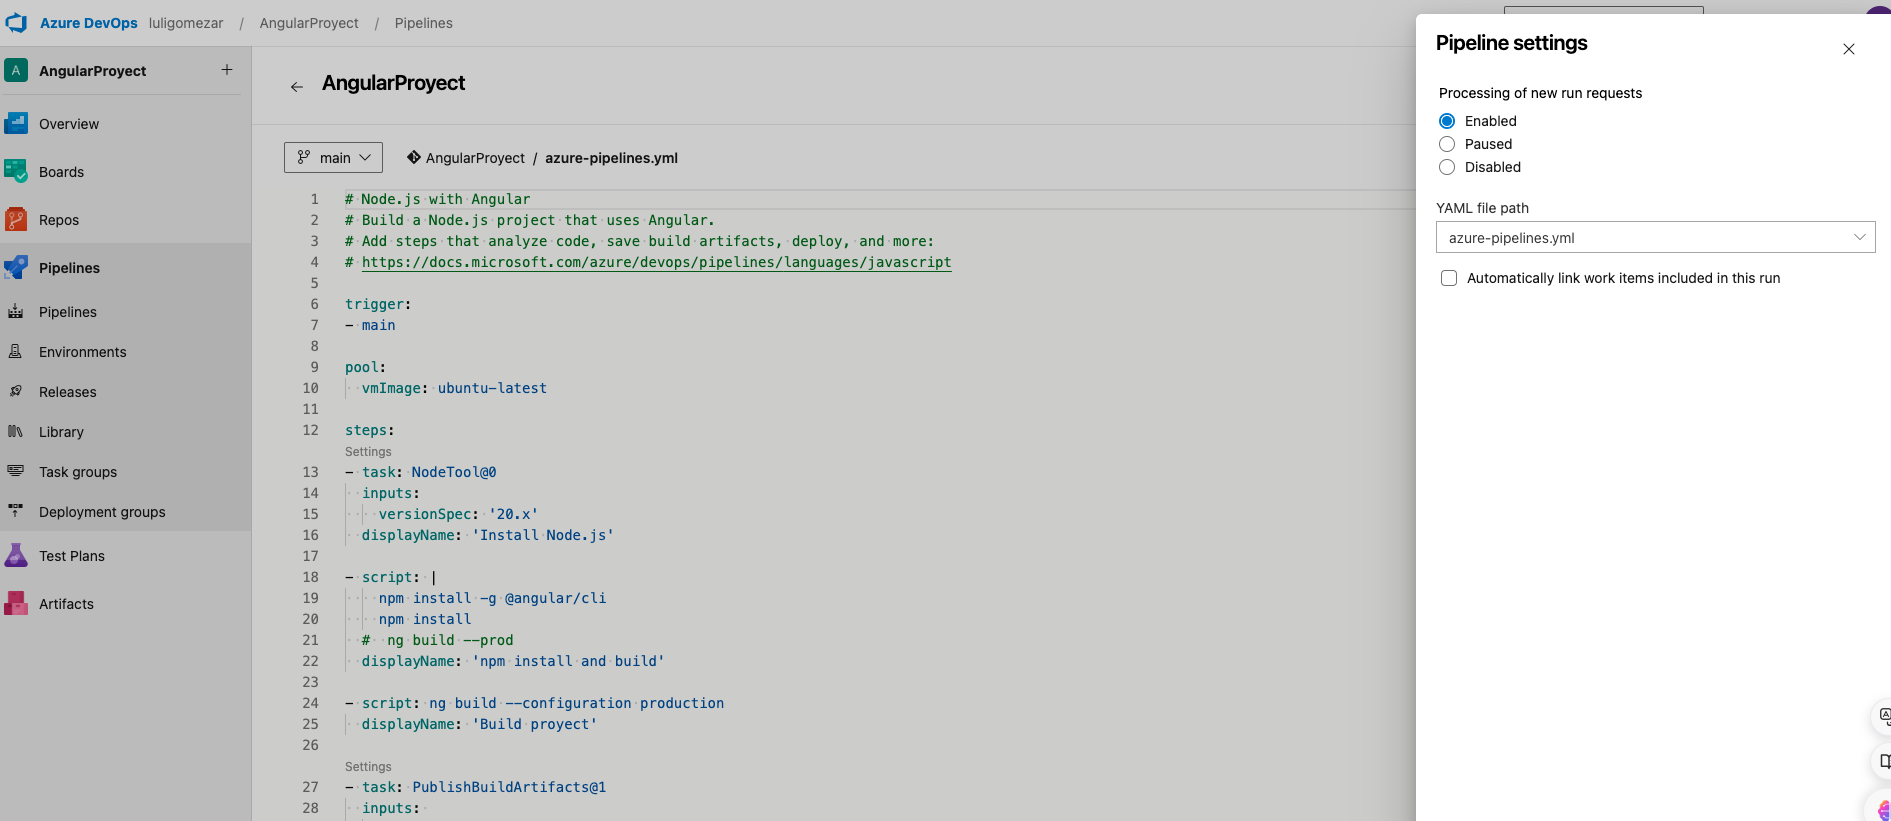 Azure DevOps luligomezar / AngularProyect / Pipelines
A AngularProyect +
Overview
Boards
Repos
Pipelines
Pipelines
Environments
Releases
Library
Task groups
Deployment groups
Test Plans
Artifacts
AngularProyect
main AngularProyect / azure-pipelines.yml
1 # Node.js with Angular
2 # Build a Node.js project that uses Angular.
3 # Add steps that analyze code, save build artifacts, deploy, and more:
4 # https://docs.microsoft.com/azure/devops/pipelines/languages/javascript
5
6 trigger:
7 - main
8
9 pool:
10   vmImage: ubuntu-latest
11
12 steps:
Settings
13 - task: NodeTool@0
14   inputs:
15     versionSpec: '20.x'
16   displayName: 'Install Node.js'
17
18 - script: |
19     npm install -g @angular/cli
20     npm install
21   #  ng build --prod
22   displayName: 'npm install and build'
23
24 - script: ng build --configuration production
25   displayName: 'Build proyect'
26
Settings
27 - task: PublishBuildArtifacts@1
28   inputs:
Pipeline settings
Processing of new run requests
Enabled
Paused
Disabled
YAML file path
azure-pipelines.yml
Automatically link work items included in this run